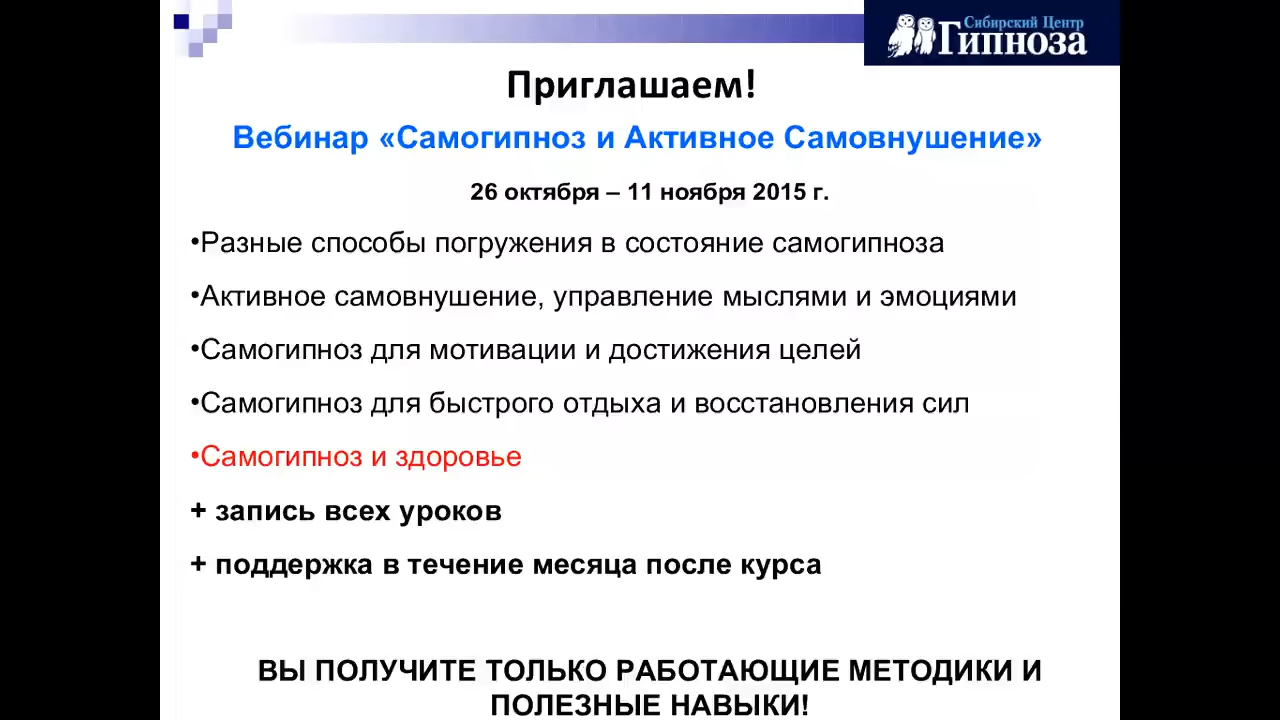 Сибирский Центр
Гипноза
Приглашаем!
Вебинар «Самогипноз и Активное Самовнушение»
26 октября – 11 ноября 2015 г.
•Разные способы погружения в состояние самогипноза
•Активное самовнушение, управление мыслями и эмоциями
•Самогипноз для мотивации и достижения целей
•Самогипноз для быстрого отдыха и восстановления сил
•Самогипноз и здоровье
+ запись всех уроков
+ поддержка в течение месяца после курса
ВЫ ПОЛУЧИТЕ ТОЛЬКО РАБОТАЮЩИЕ МЕТОДИКИ И
ПОЛЕЗНЫЕ НАВЫКИ!